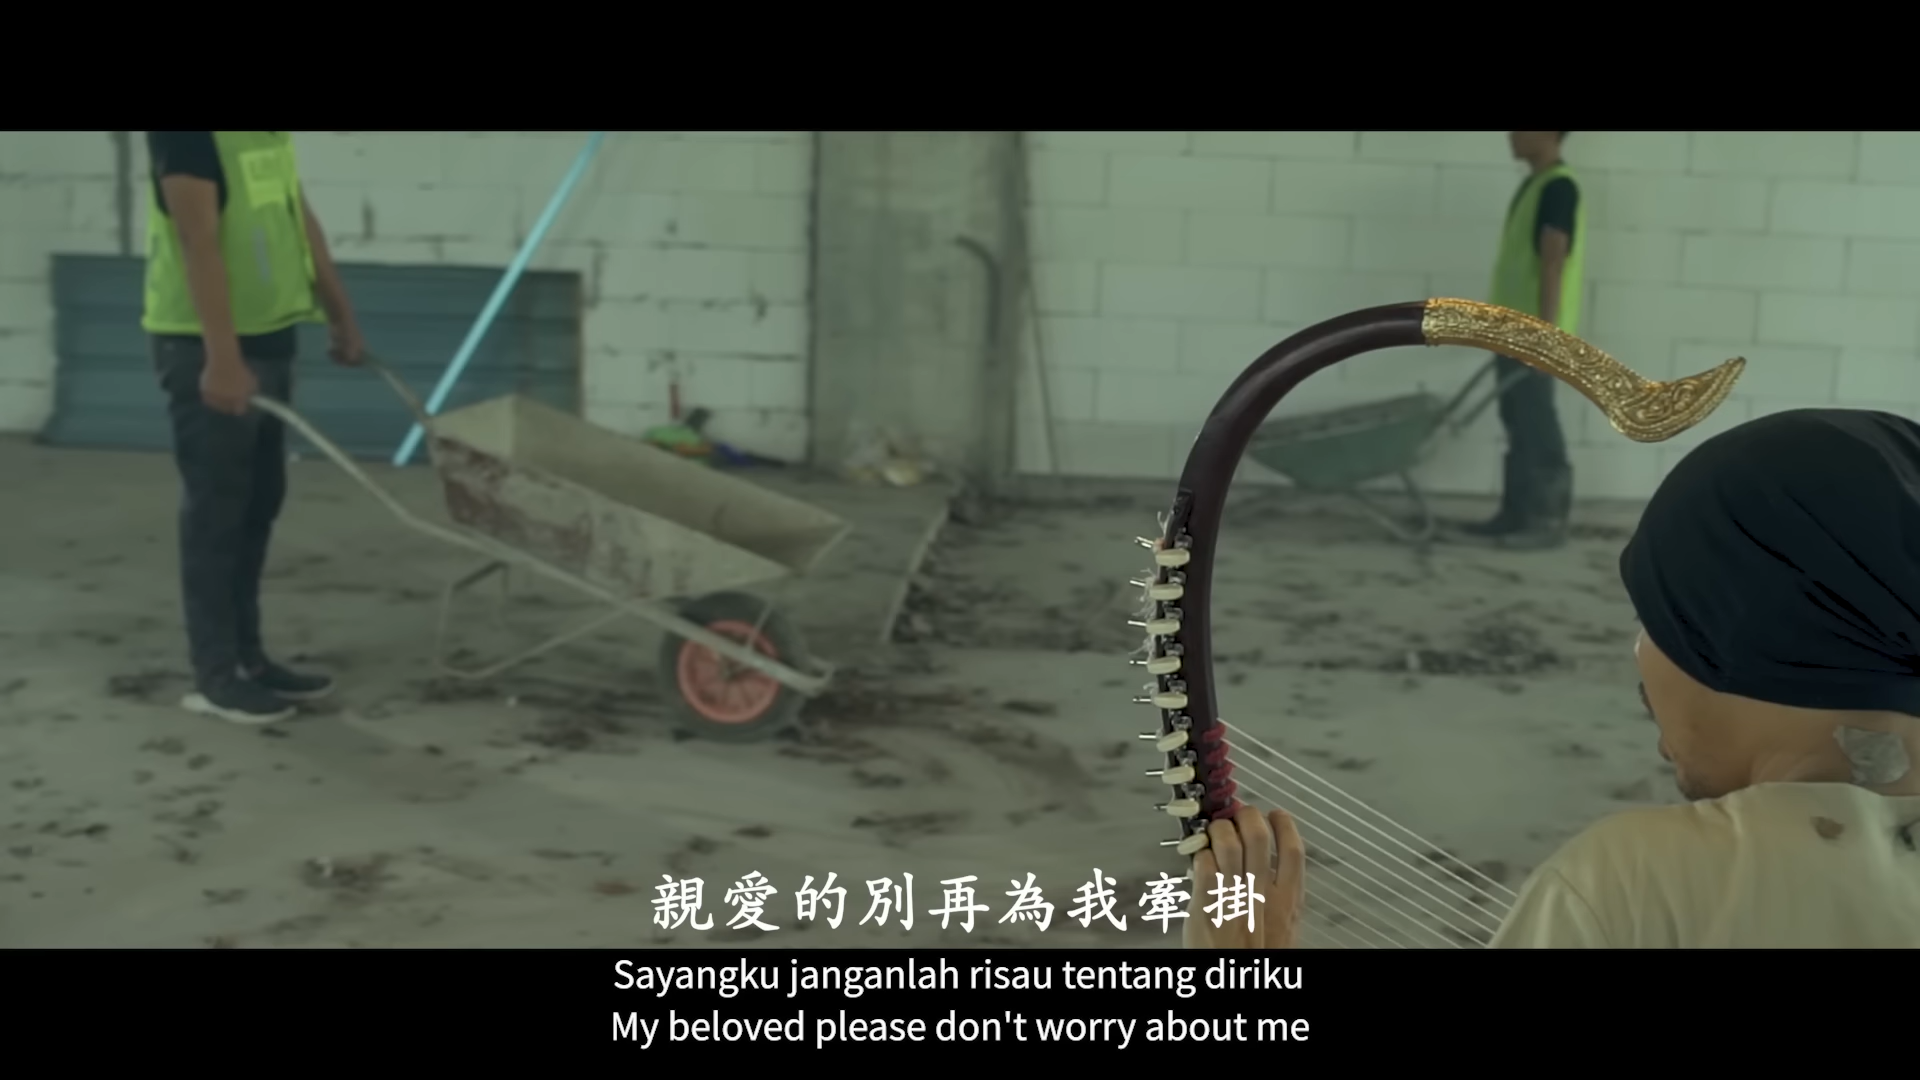 親愛的別再為我牽掛
Sayangku janganlah risau tentang diriku
My beloved please don't worry about me